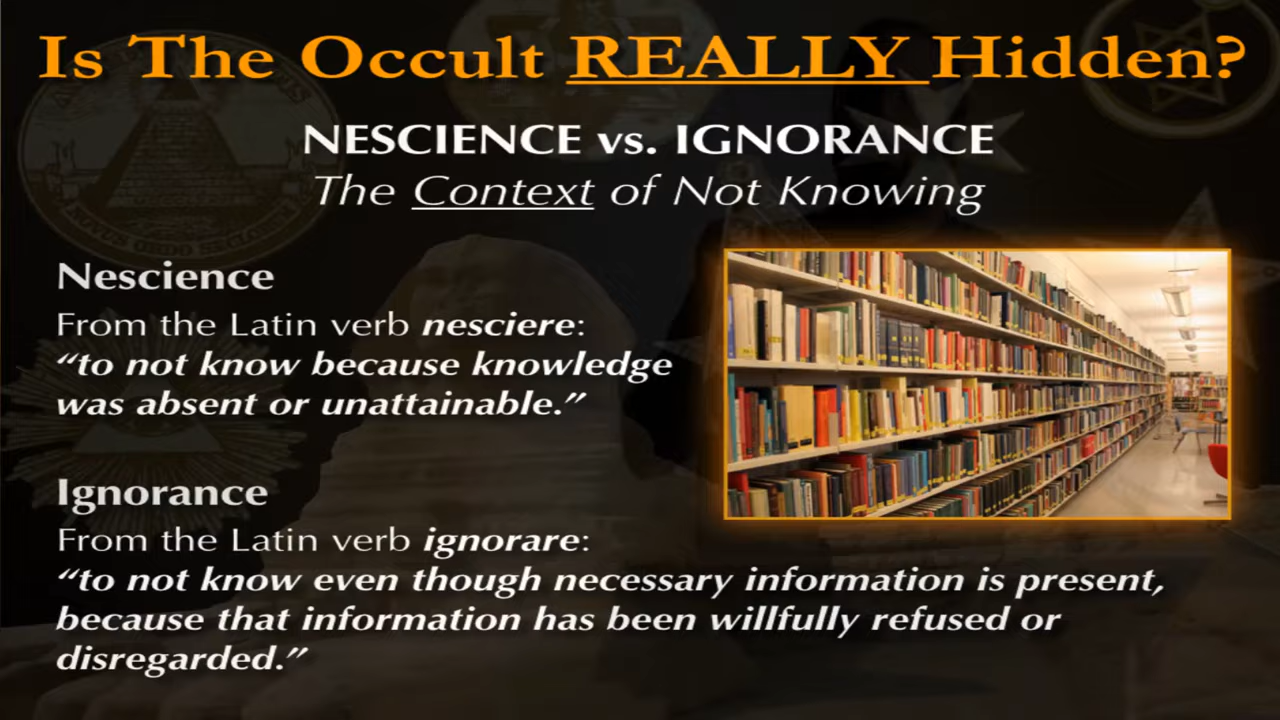 Is The Occult REALLY Hidden?
NESCIENCE vs. IGNORANCE
The Context of Not Knowing
Nescience
From the Latin verb nesciere:
“to not know because knowledge
was absent or unattainable.”
Ignorance
From the Latin verb ignorare:
“to not know even though necessary information is present,
because that information has been willfully refused or
disregarded.”